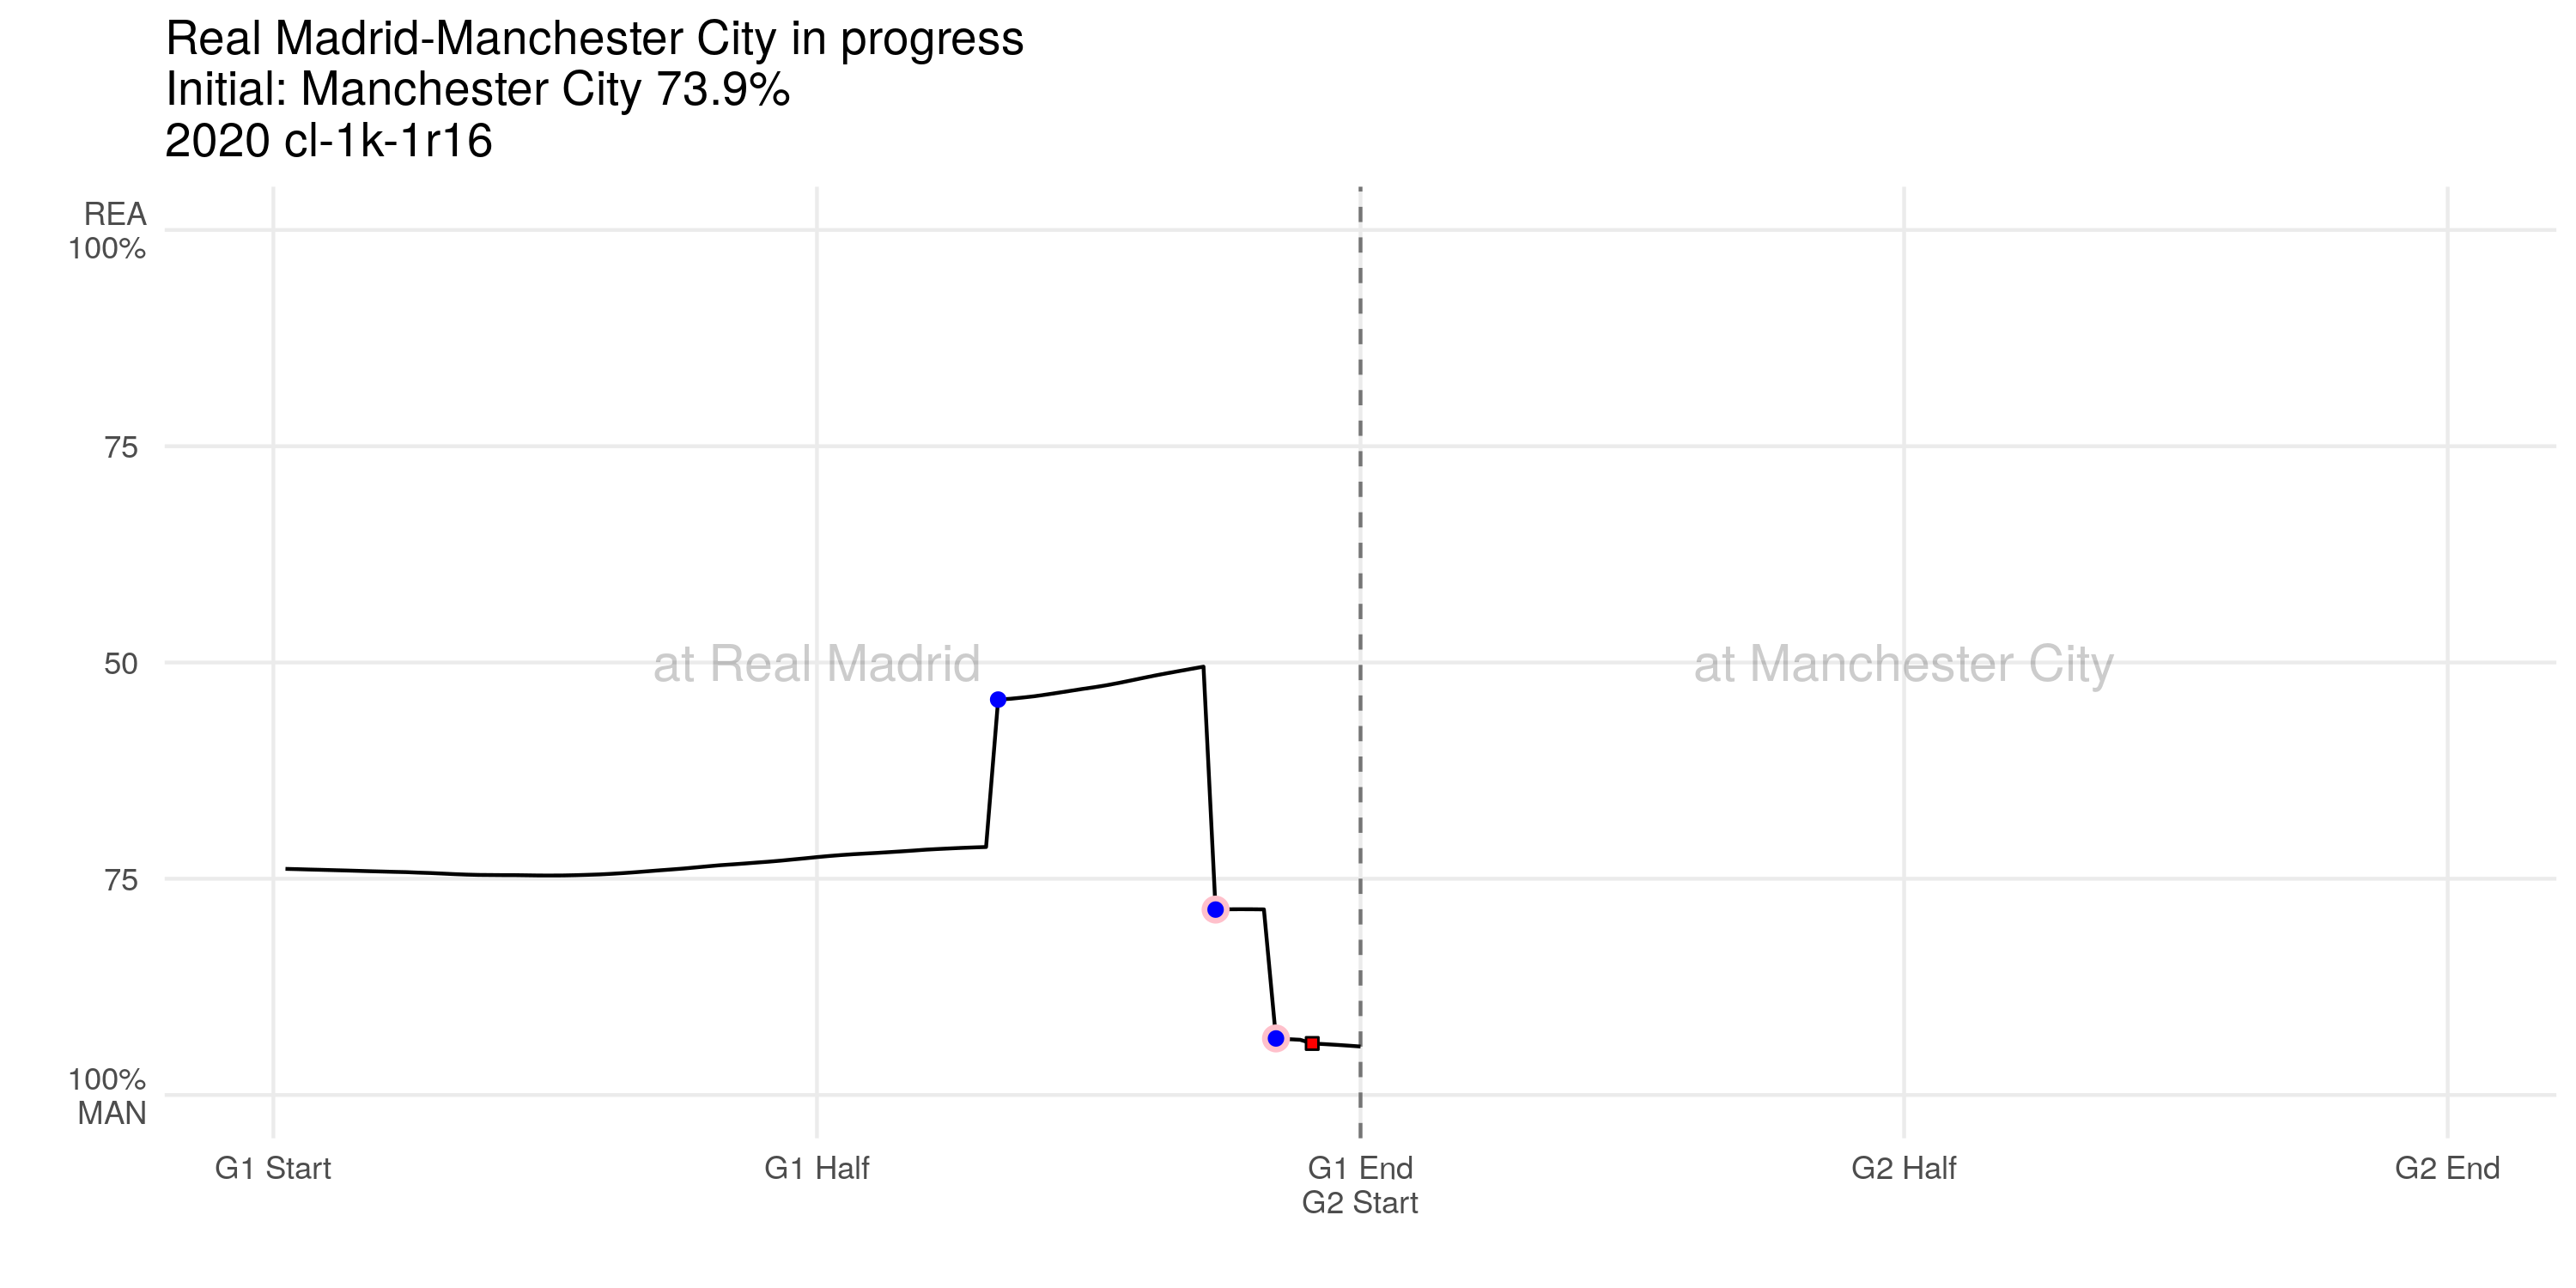 Real Madrid-Manchester City in progress
Initial: Manchester City 73.9%
2020 cl-1k-1r16
REA
100%
75
50
at Real Madrid
at Manchester City
75
100%
MAN
G1 Start
G1 Half
G1 End
G2 Start
G2 Half
G2 End